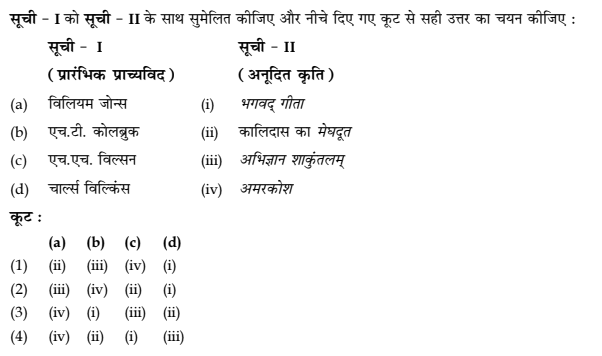 सूची - I को सूची - II के साथ सुमेलित कीजिए और नीचे दिए गए कूट से सही उत्तर का चयन कीजिए :
सूची - I सूची - II
( प्रारंभिक प्राच्यविद ) ( अनूदित कृति )
(a) विलियम जोन्स (i) भगवद् गीता
(b) एच.टी. कोलब्रुक (ii) कालिदास का मेघदूत
(c) एच.एच. विल्सन (iii) अभिज्ञान शाकुंतलम्
(d) चार्ल्स विल्किंस (iv) अमरकोश
कूट :
(a) (b) (c) (d)
(1) (ii) (iii) (iv) (i)
(2) (iii) (iv) (ii) (i)
(3) (iv) (i) (iii) (ii)
(4) (iv) (ii) (i) (iii)